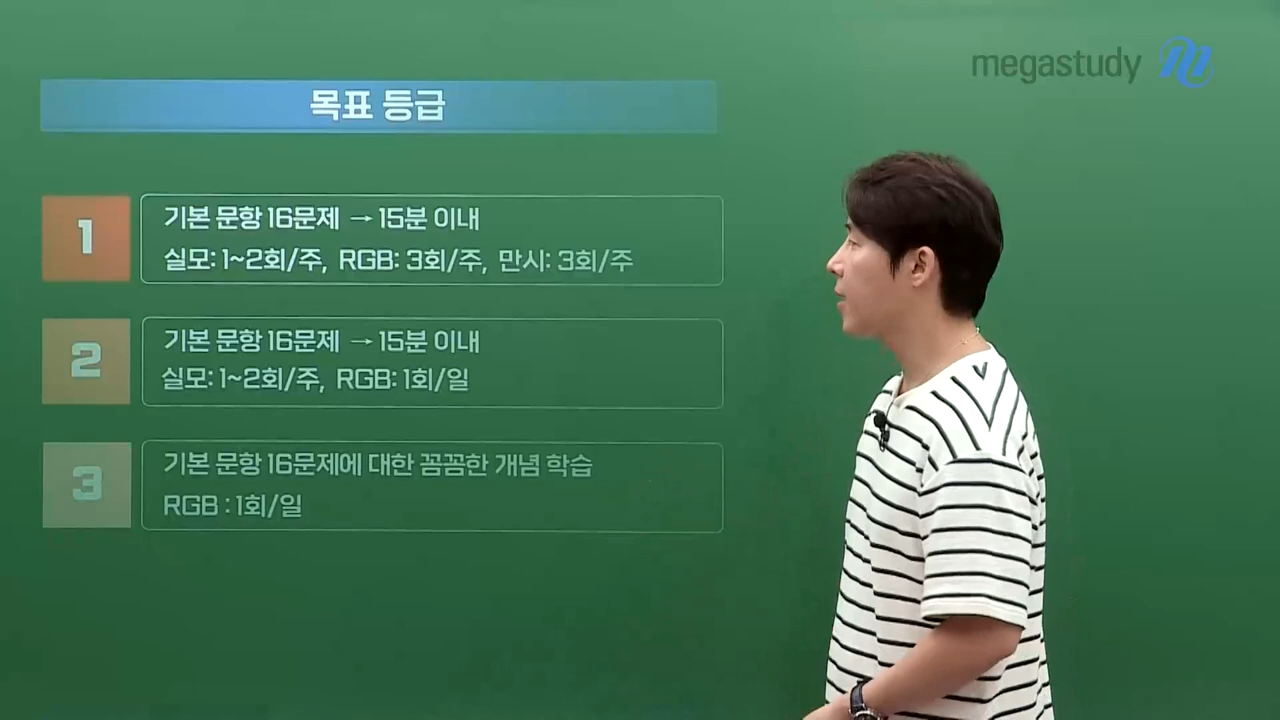 megastudy
목표 등급
1
기본 문항 16문제 → 15분 이내
실모: 1~2회/주, RGB: 3회/주, 만시: 3회/주
2
기본 문항 16문제 → 15분 이내
실모: 1~2회/주, RGB: 1회/일
3
기본 문항 16문제에 대한 꼼꼼한 개념 학습
RGB : 1회/일